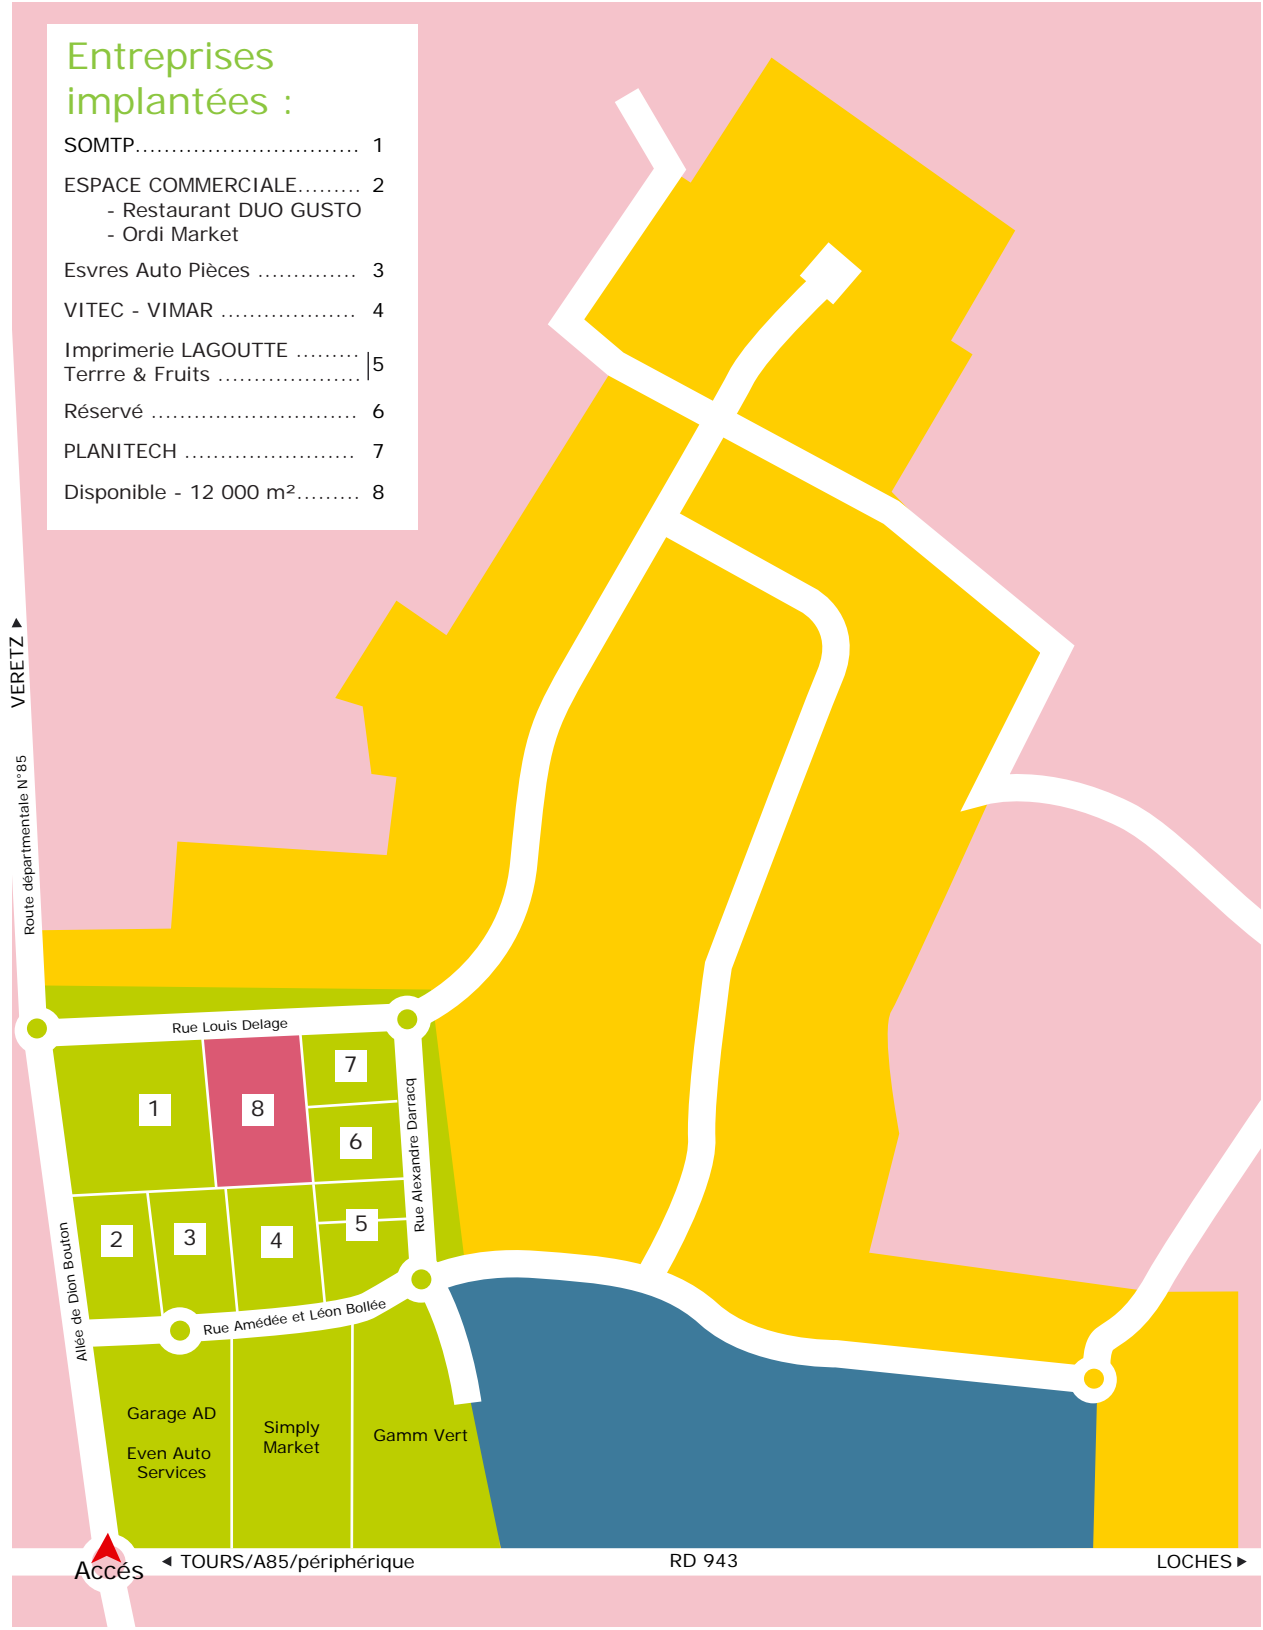 Entreprises
implantées :
SOMTP............................... 1
ESPACE COMMERCIALE......... 2
- Restaurant DUO GUSTO
- Ordi Market
Esvres Auto Pièces .............. 3
VITEC - VIMAR ................... 4
Imprimerie LAGOUTTE .........
Terrre & Fruits .................... 5
Réservé ............................. 6
PLANITECH ........................ 7
Disponible - 12 000 m²......... 8
VERETZ
Route départmentale N°85
Rue Louis Delage
7
1
8
6
Rue Alexandre Darracq
2
3
4
5
Allée de Dion Bouton
Rue Amédée et Léon Bollée
Garage AD
Even Auto
Services
Simply
Market
Gamm Vert
Accés
TOURS/A85/périphérique
RD 943
LOCHES